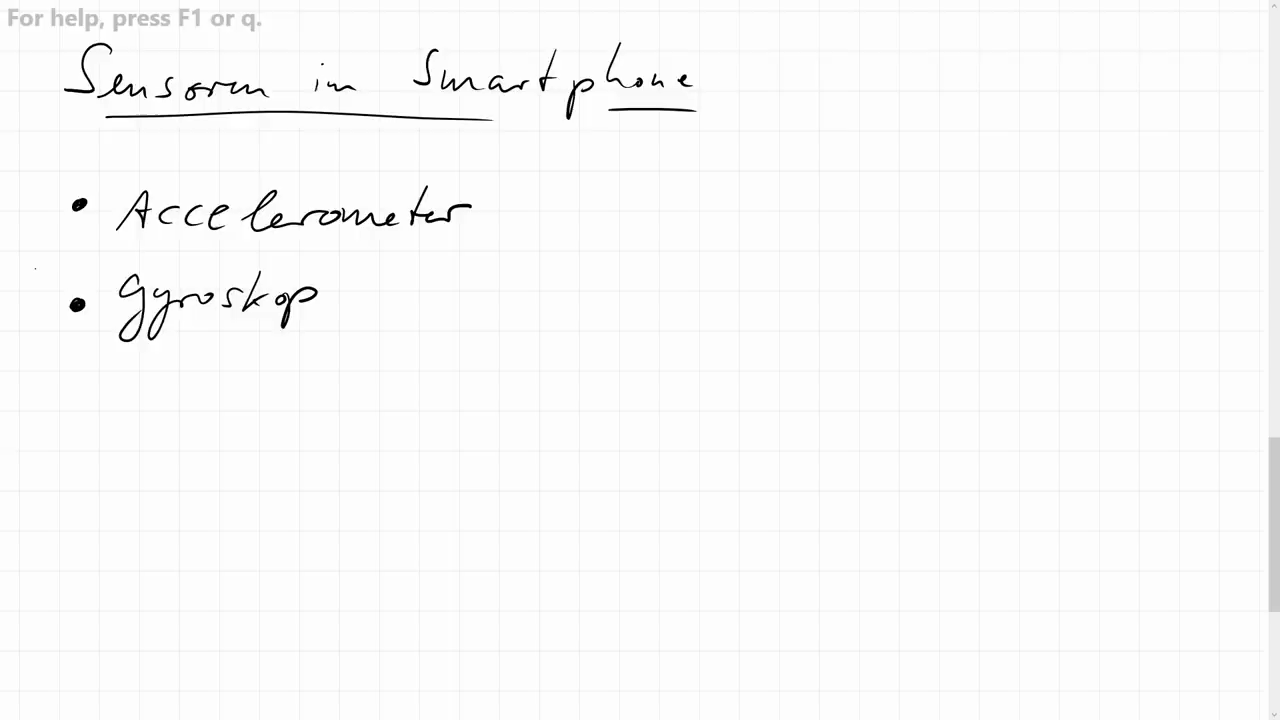 For help, press F1 or q.
Sensoren im Smartphone
• Accelerometer
• Gyroskop